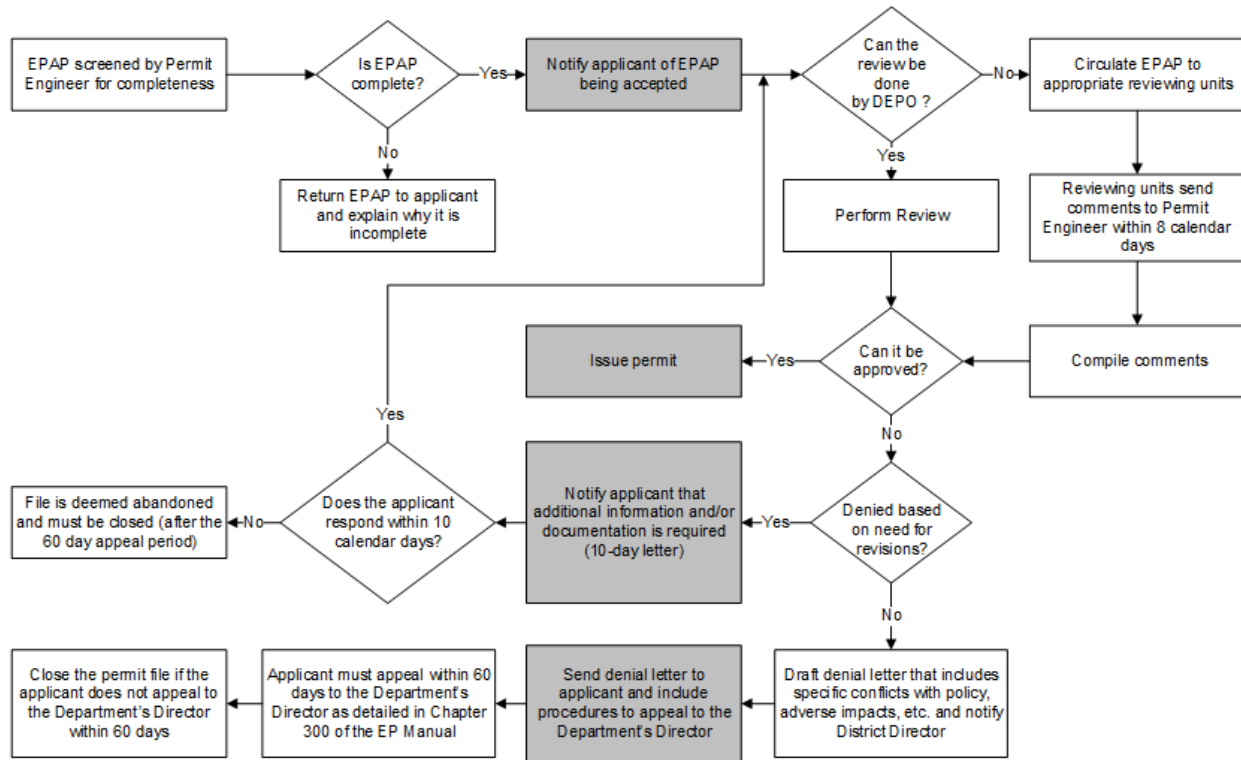 EPAP screened by Permit
Engineer for completeness
Is EPAP
complete?
Yes
Notify applicant of EPAP
being accepted
Can the
review be
done
by DEPO ?
No
Circulate EPAP to
appropriate reviewing units
No
Return EPAP to applicant
and explain why it is
incomplete
Yes
Perform Review
Reviewing units send
comments to Permit
Engineer within 8 calendar
days
Issue permit
Yes
Can it be
approved?
Compile comments
Yes
No
File is deemed abandoned
and must be closed (after the
60 day appeal period)
No
Does the applicant
respond within 10
calendar days?
Notify applicant that
additional information and/or
documentation is required
(10-day letter)
Yes
Denied based
on need for
revisions?
No
Close the permit file if the
applicant does not appeal to
the Department's Director
within 60 days
Applicant must appeal within 60
days to the Department's
Director as detailed in Chapter
300 of the EP Manual
Send denial letter to
applicant and include
procedures to appeal to the
Department's Director
Draft denial letter that includes
specific conflicts with policy,
adverse impacts, etc. and notify
District Director